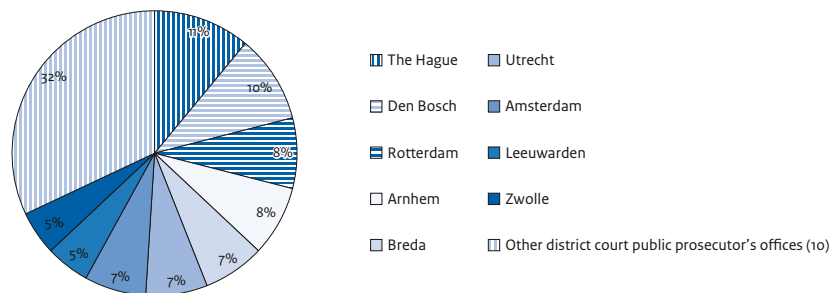 11%
10%
8%
8%
7%
7%
7%
5%
5%
32%
The Hague
Utrecht
Den Bosch
Amsterdam
Rotterdam
Leeuwarden
Arnhem
Zwolle
Breda
Other district court public prosecutor's offices (10)